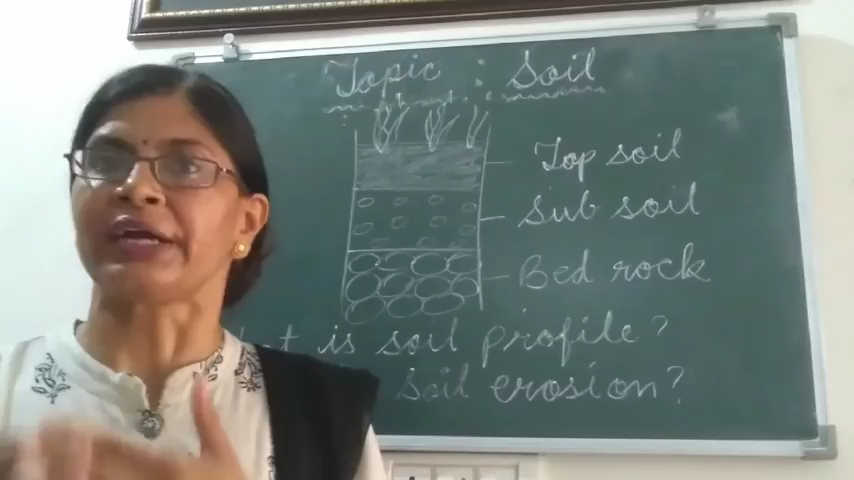 Topic : Soil
Top soil
Sub soil
Bed rock
is soil profile?
soil erosion?